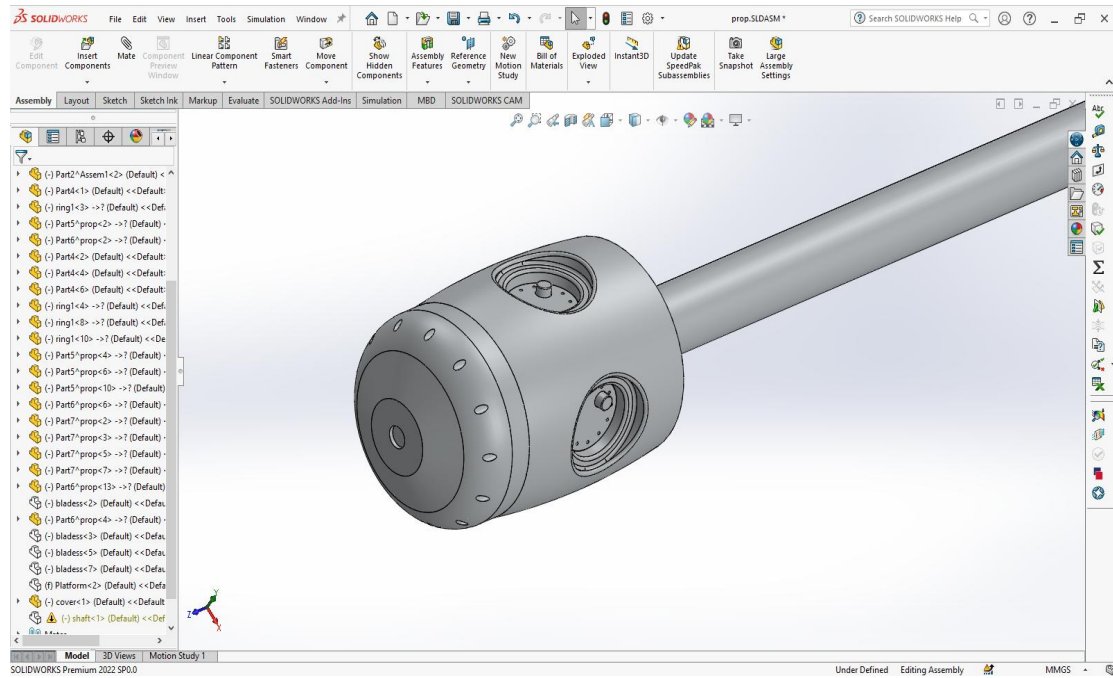 SOLIDWORKS File Edit View Insert Tools Simulation Window prop.SLDASM * Search SOLIDWORKS Help
Edit Component
Insert Components
Mate
Component Preview Window
Linear Component Pattern
Smart Fasteners
Move Component
Show Hidden Components
Assembly Features
Reference Geometry
New Motion Study
Bill of Materials
Exploded View
Instant3D
Update SpeedPak Subassemblies
Take Snapshot
Large Assembly Settings
Assembly Layout Sketch Sketch Ink Markup Evaluate SOLIDWORKS Add-Ins Simulation MBD SOLIDWORKS CAM
(-) Part2^Assem1<2> (Default) <
(-) Part4<1> (Default) <<Default
(-) ring1<3> ->? (Default) <<Def
(-) Part5^prop<2> ->? (Default)
(-) Part6^prop<2> ->? (Default)
(-) Part4<2> (Default) <<Default
(-) Part4<4> (Default) <<Default
(-) Part4<6> (Default) <<Default
(-) ring1<4> ->? (Default) <<Def
(-) ring1<8> ->? (Default) <<Def
(-) ring1<10> ->? (Default) <<De
(-) Part5^prop<4> ->? (Default)
(-) Part5^prop<6> ->? (Default)
(-) Part5^prop<10> ->? (Default)
(-) Part6^prop<6> ->? (Default)
(-) Part7^prop<2> ->? (Default)
(-) Part7^prop<3> ->? (Default)
(-) Part7^prop<5> ->? (Default)
(-) Part7^prop<7> ->? (Default)
(-) Part6^prop<13> ->? (Default)
(-) bladess<2> (Default) <<Defau
(-) Part6^prop<4> ->? (Default)
(-) bladess<3> (Default) <<Defau
(-) bladess<5> (Default) <<Defau
(-) bladess<7> (Default) <<Defau
(f) Platform<2> (Default) <<Defa
(-) cover<1> (Default) <<Default
(-) shaft<1> (Default) <<Def
Y
Z
X
Model 3D Views Motion Study 1
SOLIDWORKS Premium 2022 SP0.0 Under Defined Editing Assembly MMGS